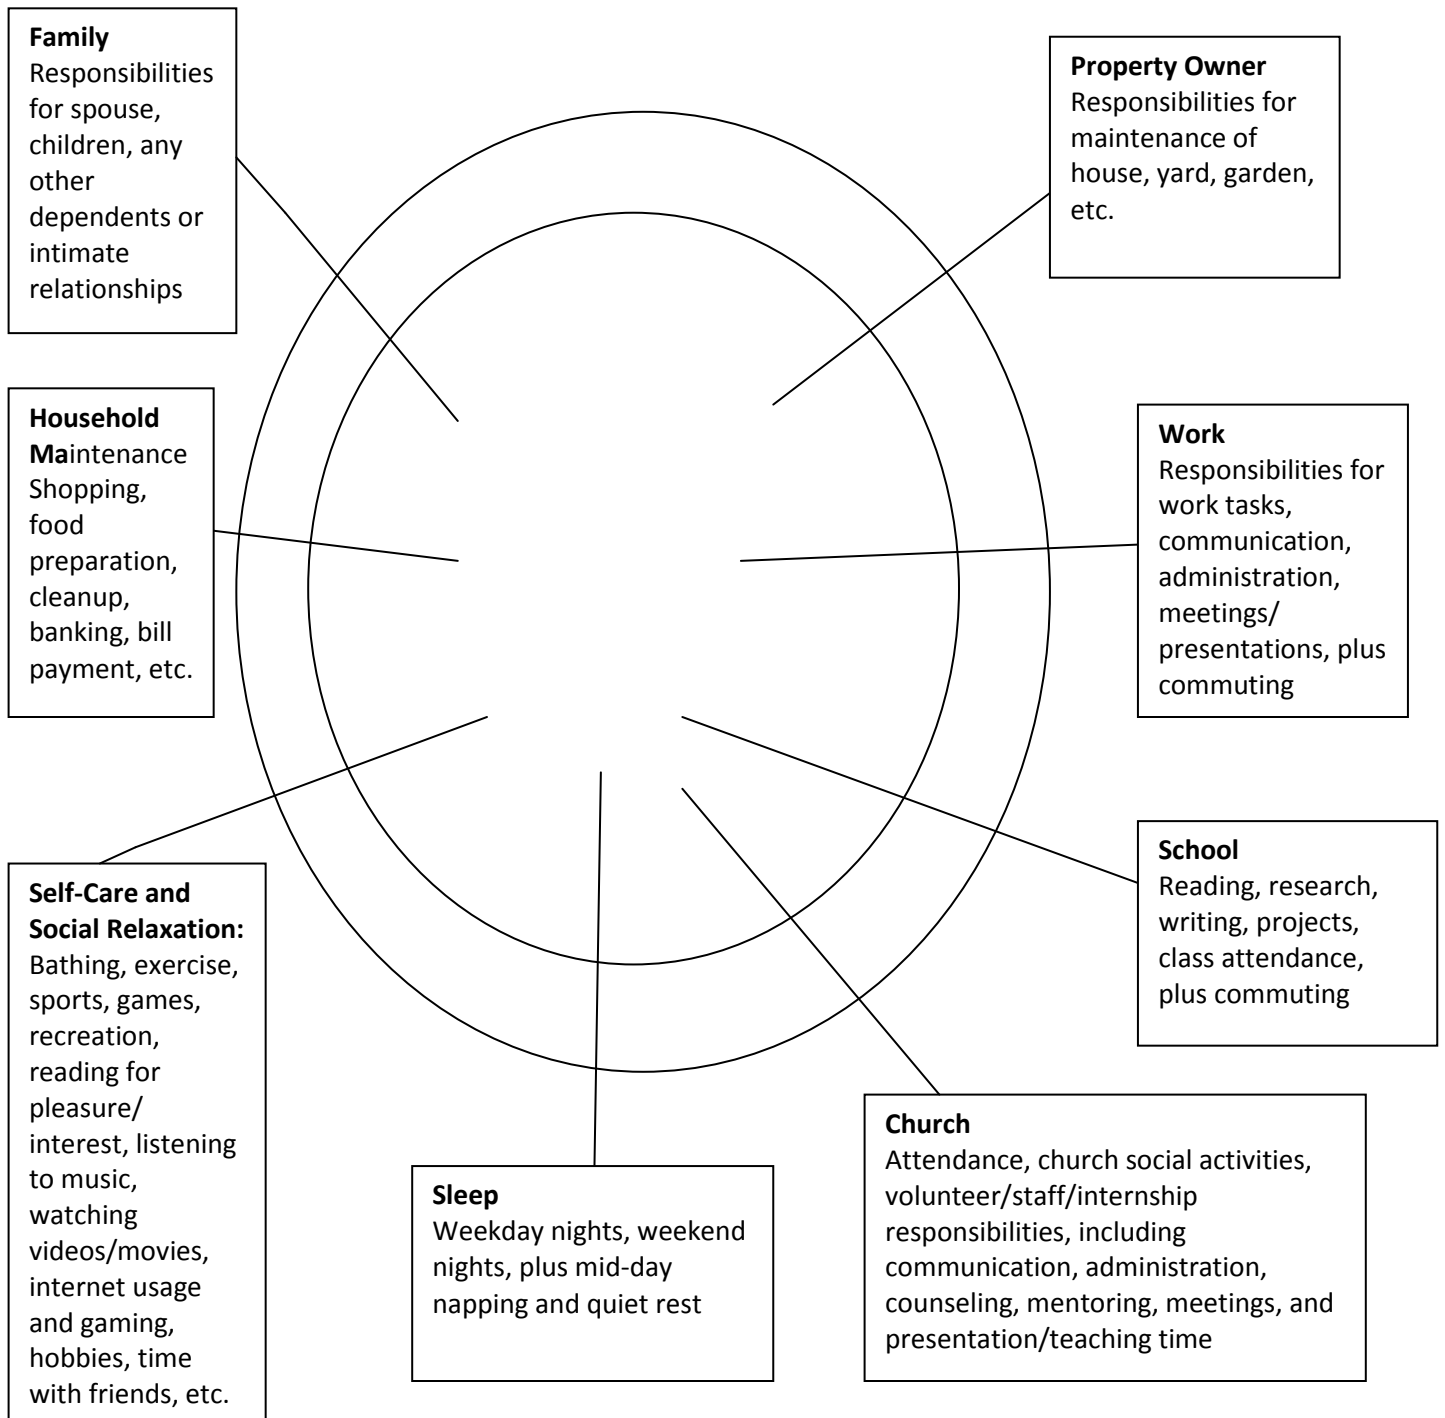 Family
Responsibilities
for spouse,
children, any
other
dependents or
intimate
relationships
Property Owner
Responsibilities for
maintenance of
house, yard, garden,
etc.
Household
Maintenance
Shopping,
food
preparation,
cleanup,
banking, bill
payment, etc.
Work
Responsibilities for
work tasks,
communication,
administration,
meetings/
presentations, plus
commuting
School
Reading, research,
writing, projects,
class attendance,
plus commuting
Self-Care and
Social Relaxation:
Bathing, exercise,
sports, games,
recreation,
reading for
pleasure/
interest, listening
to music,
watching
videos/movies,
internet usage
and gaming,
hobbies, time
with friends, etc.
Sleep
Weekday nights, weekend
nights, plus mid-day
napping and quiet rest
Church
Attendance, church social activities,
volunteer/staff/internship
responsibilities, including
communication, administration,
counseling, mentoring, meetings, and
presentation/teaching time